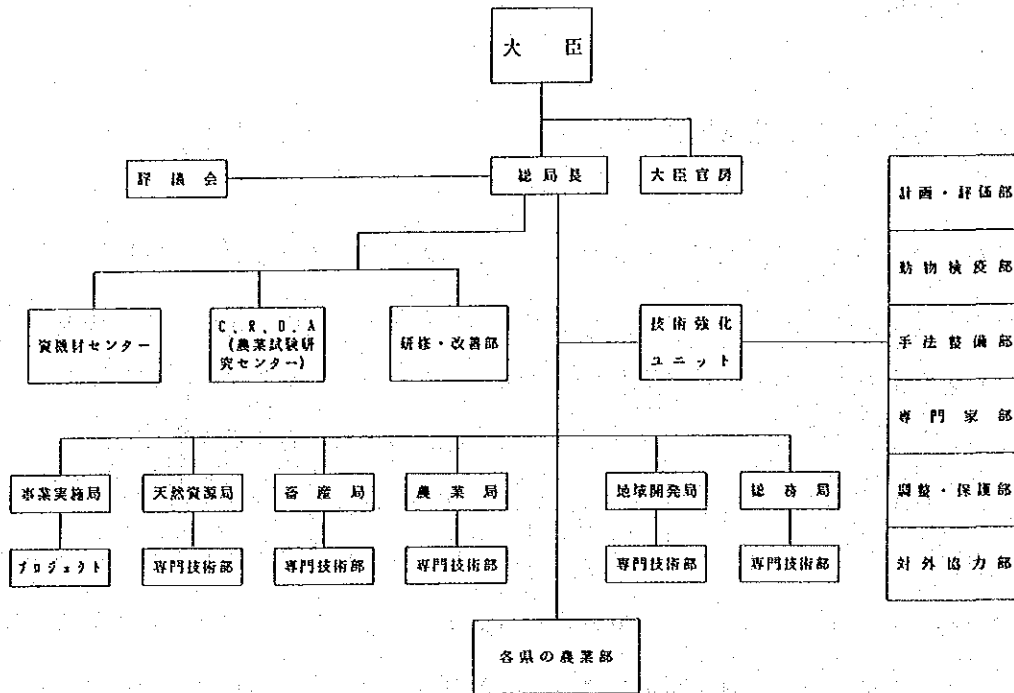 大臣
評議会
総局長
大臣官房
計画・評価部
動物検疫部
手法整備部
専門家部
調整・保護部
対外協力部
資機材センター
C.R.D.A
(農業試験研
究センター)
研修・改善部
技術強化
ユニット
事業実施局
天然資源局
畜産局
農業局
地域開発局
総務局
プロジェクト
専門技術部
専門技術部
専門技術部
専門技術部
専門技術部
各県の農業部